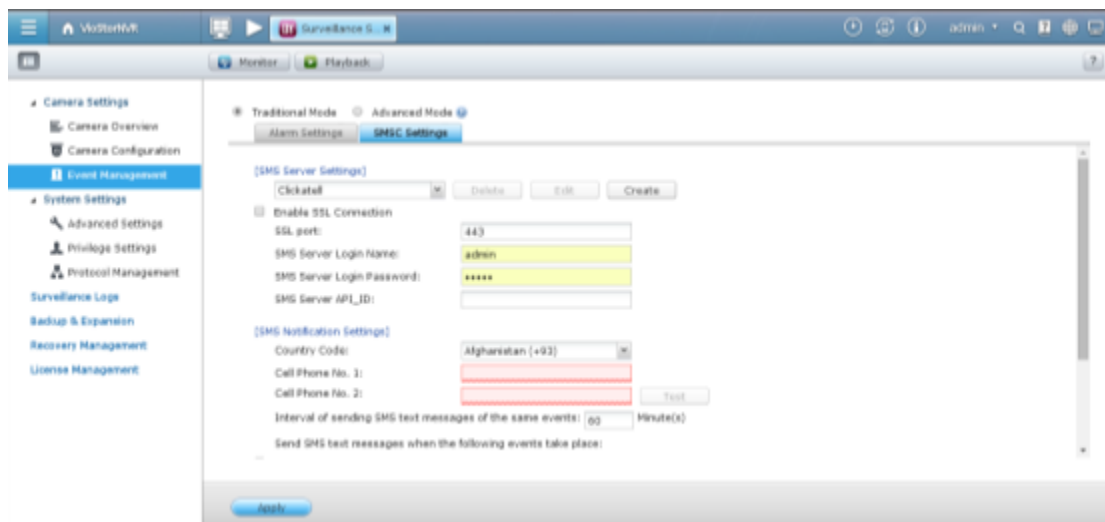 VioStorNVR
Surveillance S...
admin
Monitor
Playback
Camera Settings
Camera Overview
Camera Configuration
Event Management
System Settings
Advanced Settings
Privilege Settings
Protocol Management
Surveillance Logs
Backup & Expansion
Recovery Management
License Management
Traditional Mode Advanced Mode
Alarm Settings SMSC Settings
[SMS Server Settings]
Clickatell Delete Edit Create
Enable SSL Connection
SSL port: 443
SMS Server Login Name: admin
SMS Server Login Password: •••••
SMS Server API_ID:
[SMS Notification Settings]
Country Code: Afghanistan (+93)
Cell Phone No. 1:
Cell Phone No. 2: Test
Interval of sending SMS text messages of the same events: 60 Minute(s)
Send SMS text messages when the following events take place:
Apply